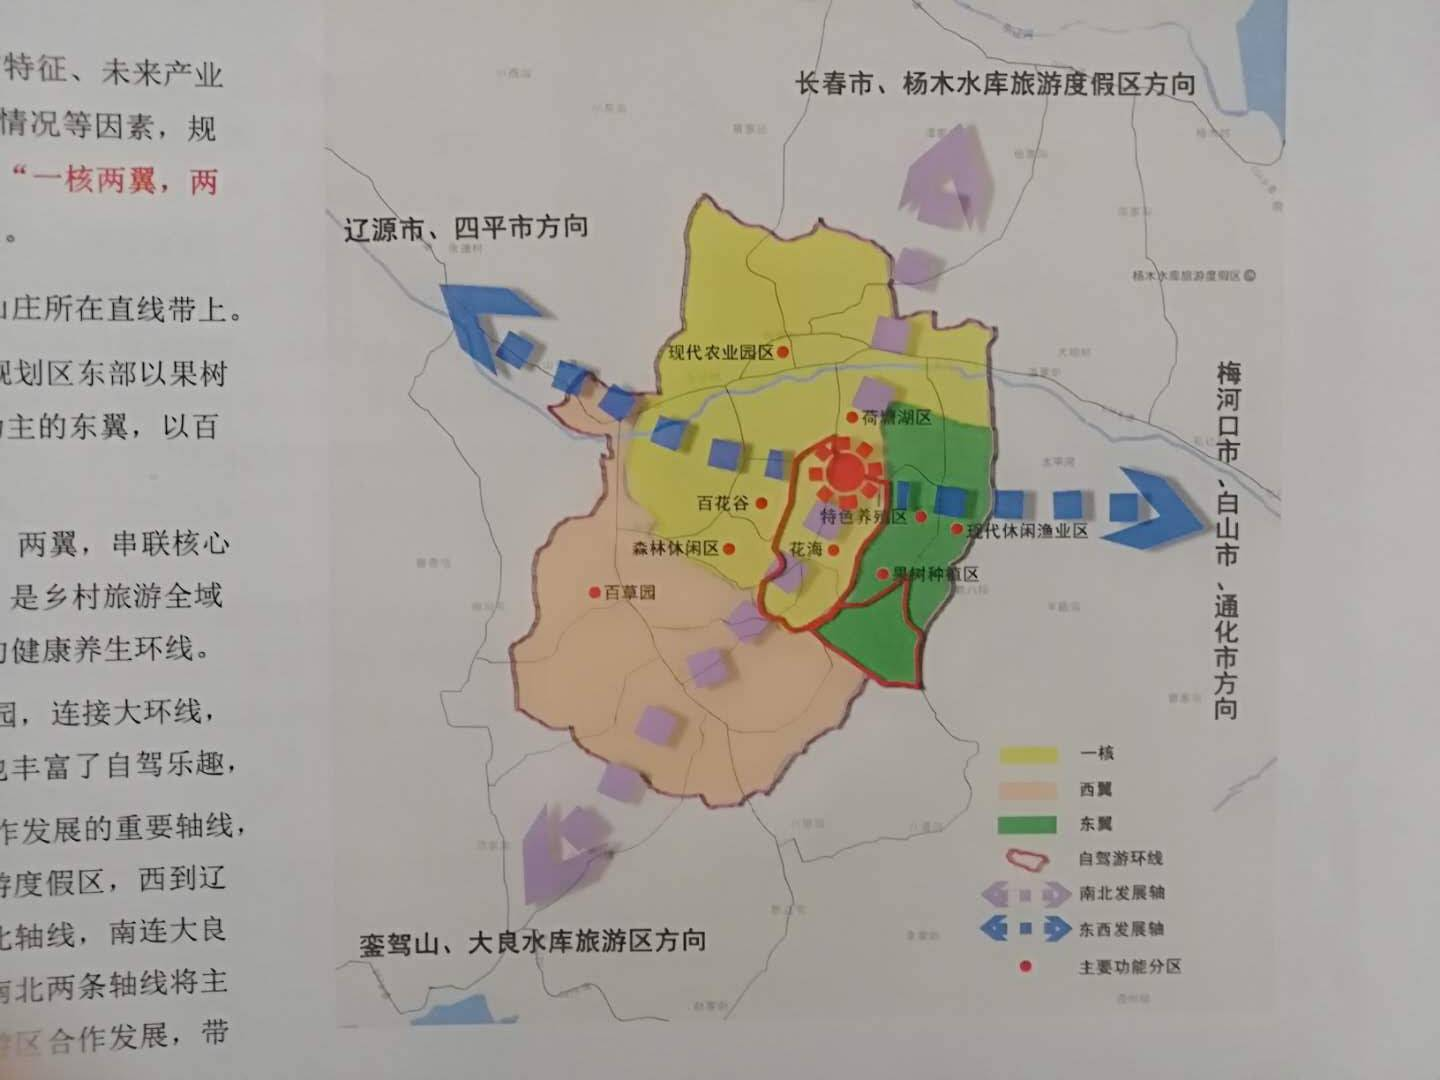 特征、未来产业
情况等因素，规
“一核两翼，两
。
山庄所在直线带上。
规划区东部以果树
为主的东翼，以百
两翼，串联核心
是乡村旅游全域
的健康养生环线。
园，连接大环线，
也丰富了自驾乐趣，
作发展的重要轴线，
游度假区，西到辽
北轴线，南连大良
南北两条轴线将主
游区合作发展，带
长春市、杨木水库旅游度假区方向
辽源市、四平市方向
杨木水库旅游度假区
现代农业园区
荷塘湖区
百花谷
特色养殖区
现代休闲渔业区
森林休闲区
花海
果树种植区
百草园
梅河口市、白山市、通化市方向
銮驾山、大良水库旅游区方向
一核
西翼
东翼
自驾游环线
南北发展轴
东西发展轴
主要功能分区